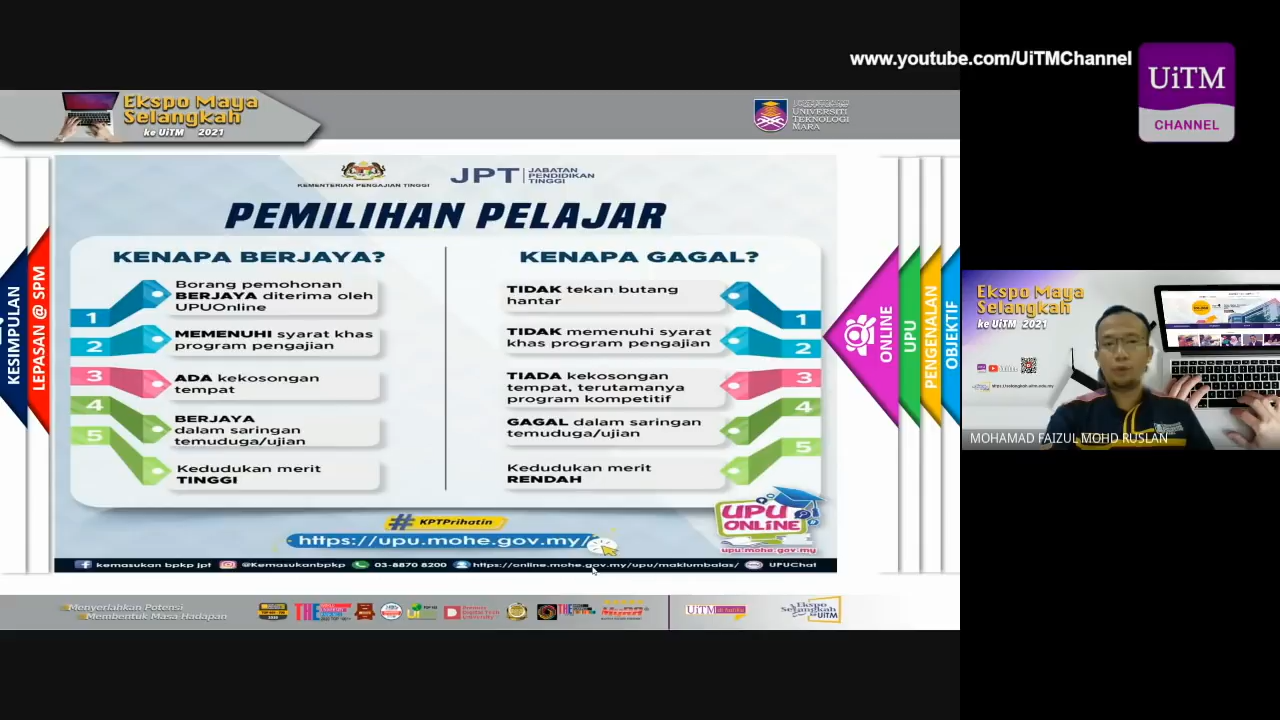 www.youtube.com/UiTMChannel
UiTM
CHANNEL
Ekspo Maya
Selangkah
ke UiTM 2021
UNIVERSITI
TEKNOLOGI
MARA
KEMENTERIAN PENGAJIAN TINGGI
JPT
JABATAN
PENDIDIKAN
TINGGI
PEMILIHAN PELAJAR
KENAPA BERJAYA?
1
Borang pemohonan
BERJAYA diterima oleh
UPUOnline
2
MEMENUHI syarat khas
program pengajian
3
ADA kekosongan
tempat
4
BERJAYA
dalam saringan
temuduga/ujian
5
Kedudukan merit
TINGGI
KENAPA GAGAL?
TIDAK tekan butang
hantar
1
TIDAK memenuhi syarat
khas program pengajian
2
TIADA kekosongan
tempat, terutamanya
program kompetitif
3
GAGAL dalam saringan
temuduga/ujian
4
Kedudukan merit
RENDAH
5
#KPTPrihatin
https://upu.mohe.gov.my/
UPU
ONLINE
upu.mohe.gov.my
kemasukan bpkp jpt
@Kemasukanbpkp
03-8870 8200
https://online.mohe.gov.my/upu/maklumbalas/
UPUChat
KESIMPULAN
LEPASAN @ SPM
ONLINE
UPU
PENGENALAN
OBJEKTIF
Menyerlahkan Potensi
Membentuk Masa Hadapan
UiTM di hatiku
Ekspo
Selangkah
ke UiTM
Ekspo Maya
Selangkah
ke UiTM 2021
MOHAMAD FAIZUL MOHD RUSLAN